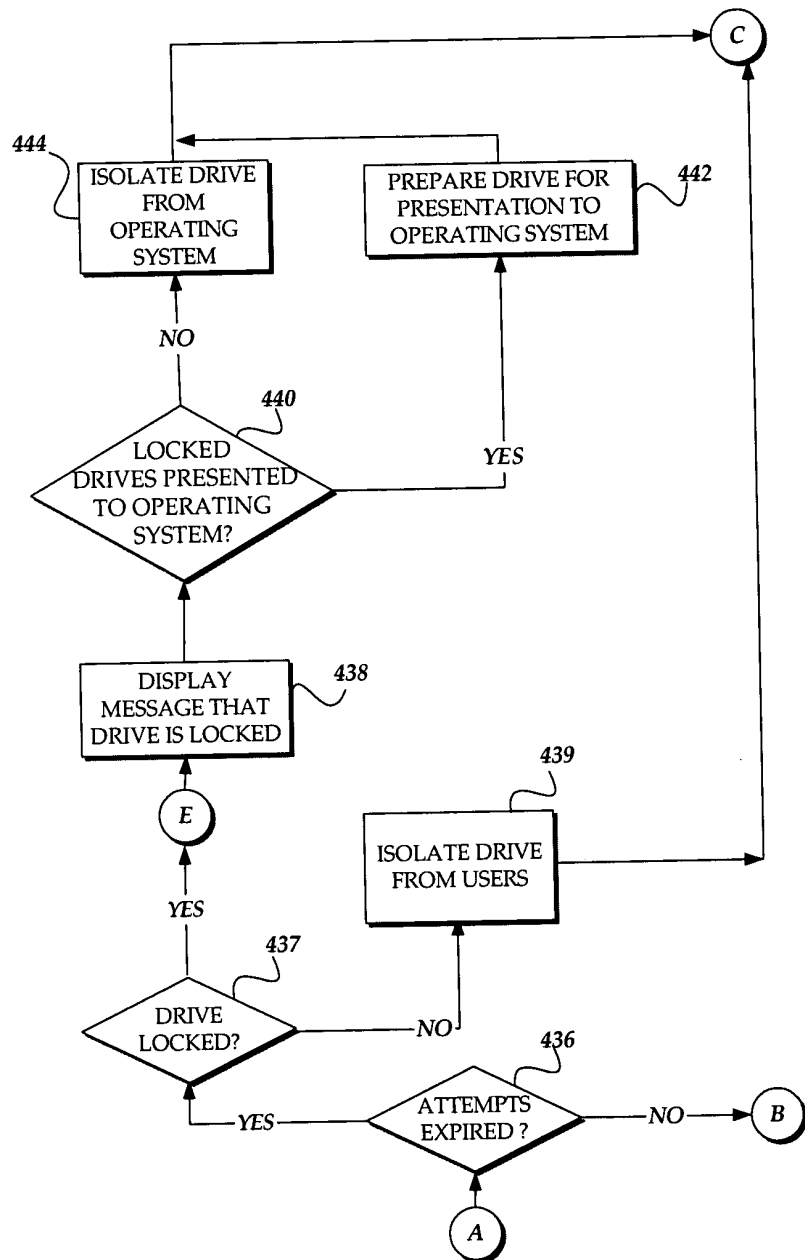 C
444
ISOLATE DRIVE
FROM
OPERATING
SYSTEM
PREPARE DRIVE FOR
PRESENTATION TO
OPERATING SYSTEM
442
NO
440
LOCKED
DRIVES PRESENTED
TO OPERATING
SYSTEM?
YES
DISPLAY
MESSAGE THAT
DRIVE IS LOCKED
438
E
439
ISOLATE DRIVE
FROM USERS
YES
437
DRIVE
LOCKED?
NO
436
ATTEMPTS
EXPIRED ?
YES
NO
B
A